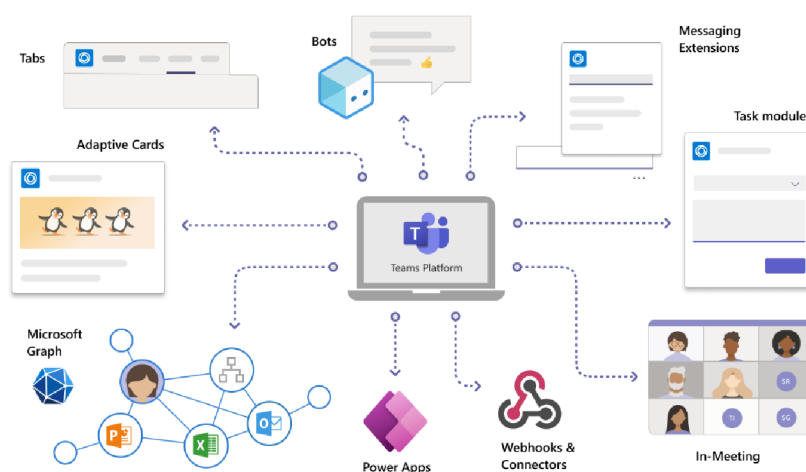 Tabs
Bots
Messaging
Extensions
Task module
Adaptive Cards
T
Teams Platform
Microsoft
Graph
P
X
O
Power Apps
Webhooks &
Connectors
SR
TI
SG
In-Meeting